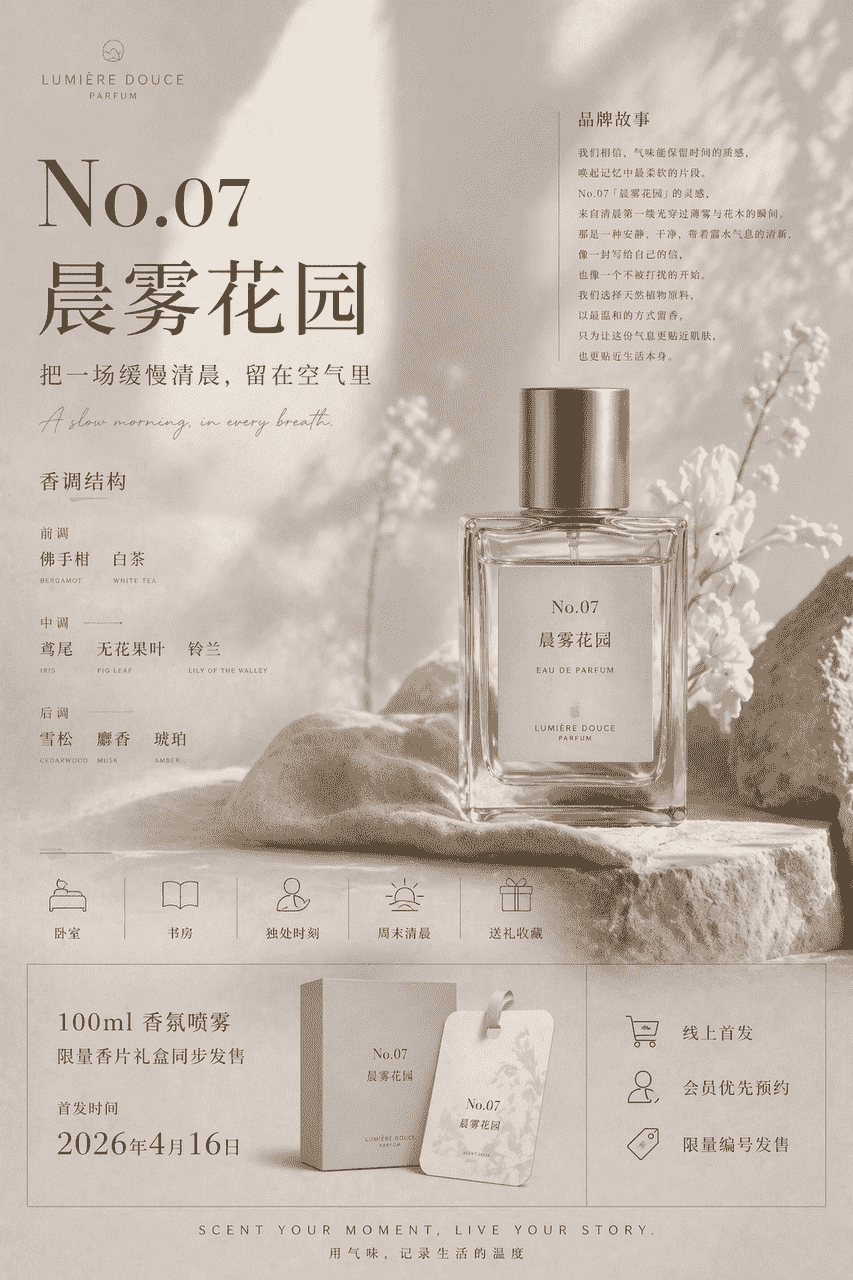 LUMIÈRE DOUCE
PARFUM
No.07
晨雾花园
把一场缓慢清晨，留在空气里
A slow morning, in every breath.
品牌故事
我们相信，气味能保留时间的质感，
唤起记忆中最柔软的片段。
No.07「晨雾花园」的灵感，
来自清晨第一缕光穿过薄雾与花木的瞬间。
那是一种安静、干净、带着露水气息的清新，
像一封写给自己的信，
也像一个不被打扰的开始。
我们选择天然植物原料，
以最温和的方式留香，
只为让这份气息更贴近肌肤，
也更贴近生活本身。
香调结构
前调
佛手柑 白茶
BERGAMOT WHITE TEA
中调
鸢尾 无花果叶 铃兰
IRIS FIG LEAF LILY OF THE VALLEY
后调
雪松 麝香 琥珀
CEDARWOOD MUSK AMBER
No.07
晨雾花园
EAU DE PARFUM
LUMIÈRE DOUCE
PARFUM
卧室 书房 独处时刻 周末清晨 送礼收藏
100ml 香氛喷雾
限量香片礼盒同步发售
首发时间
2026年4月16日
No.07
晨雾花园
LUMIÈRE DOUCE
PARFUM
No.07
晨雾花园
线上首发
会员优先预约
限量编号发售
SCENT YOUR MOMENT, LIVE YOUR STORY.
用气味，记录生活的温度